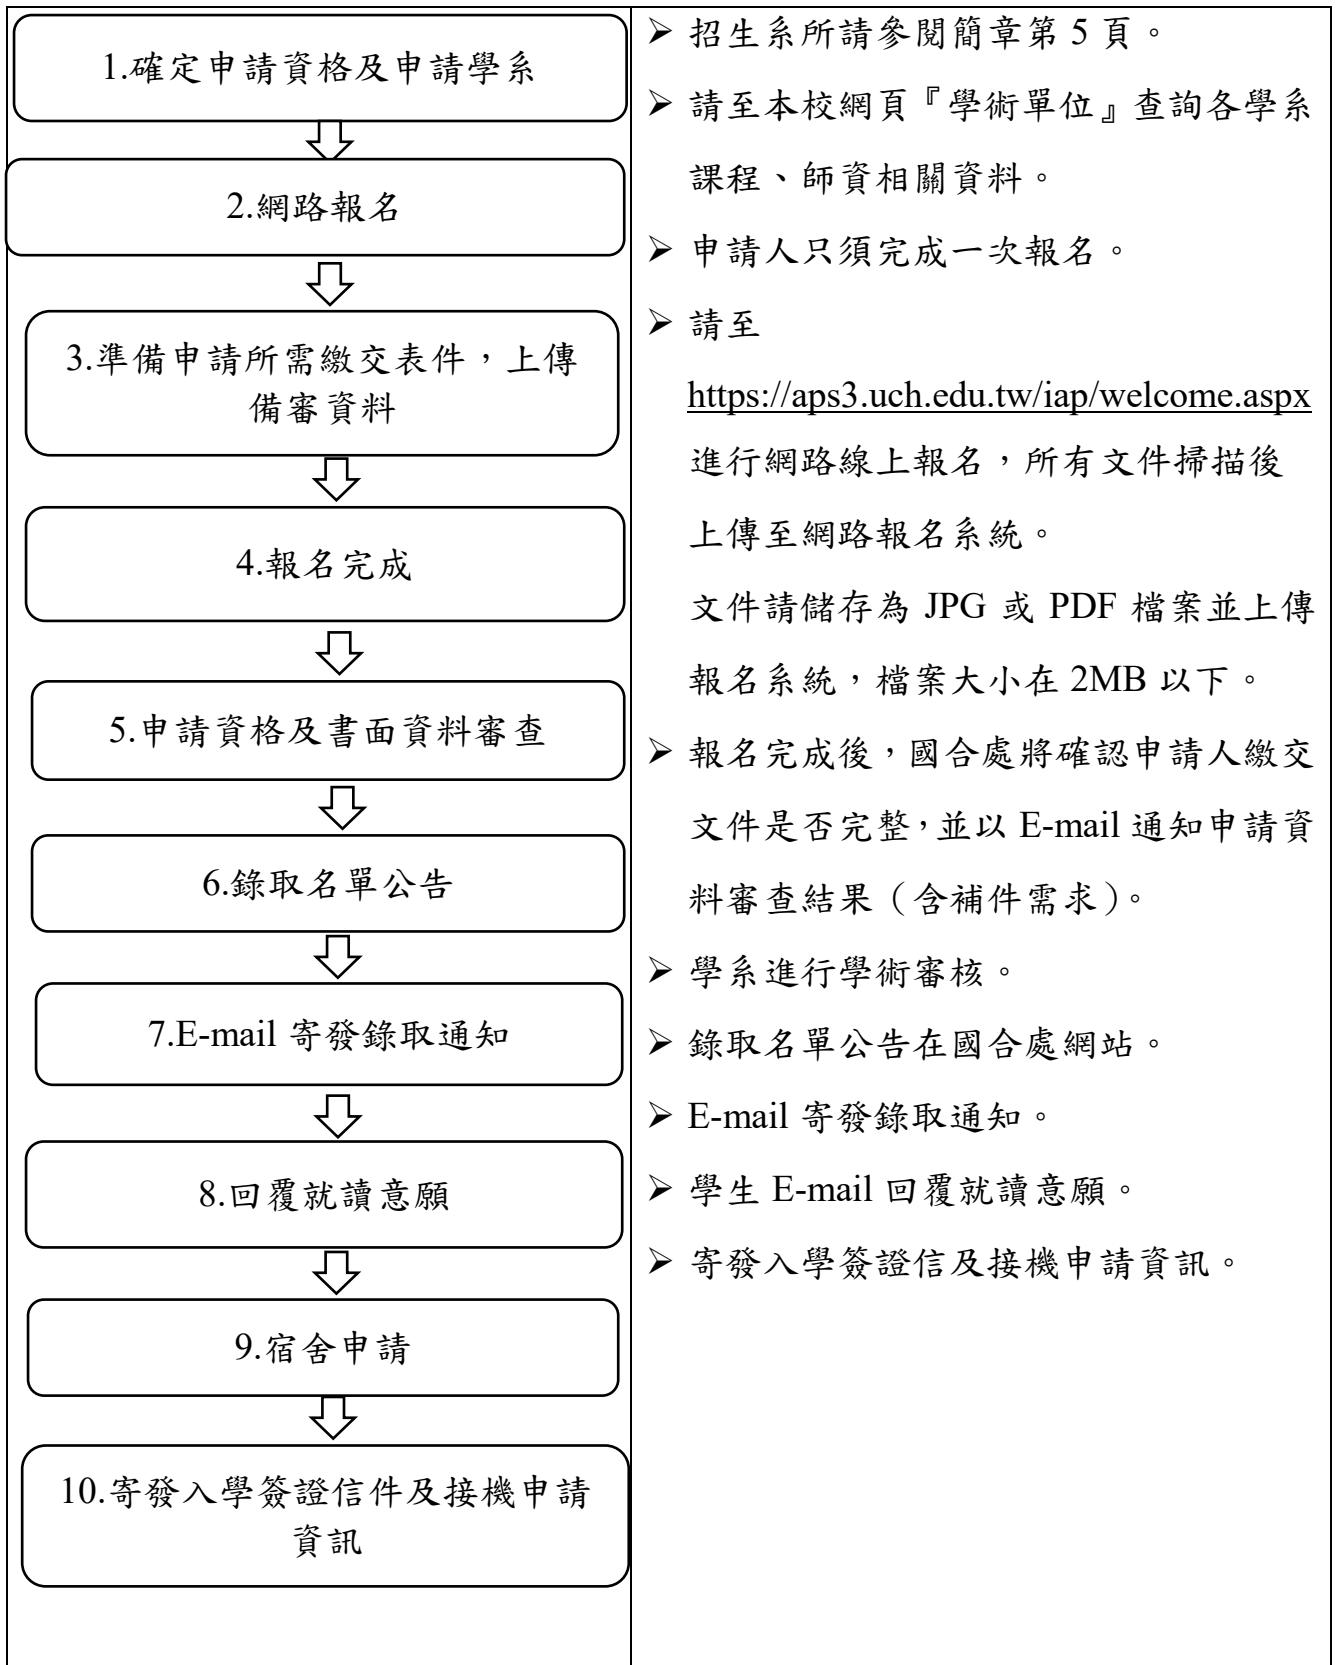 1.確定申請資格及申請學系
2.網路報名
3.準備申請所需繳交表件，上傳
備審資料
4.報名完成
5.申請資格及書面資料審查
6.錄取名單公告
7.E-mail 寄發錄取通知
8.回覆就讀意願
9.宿舍申請
10.寄發入學簽證信件及接機申請
資訊
➢ 招生系所請參閱簡章第 5 頁。
➢ 請至本校網頁『學術單位』查詢各學系
課程、師資相關資料。
➢ 申請人只須完成一次報名。
➢ 請至
https://aps3.uch.edu.tw/iap/welcome.aspx
進行網路線上報名，所有文件掃描後
上傳至網路報名系統。
文件請儲存為 JPG 或 PDF 檔案並上傳
報名系統，檔案大小在 2MB 以下。
➢ 報名完成後，國合處將確認申請人繳交
文件是否完整，並以 E-mail 通知申請資
料審查結果（含補件需求）。
➢ 學系進行學術審核。
➢ 錄取名單公告在國合處網站。
➢ E-mail 寄發錄取通知。
➢ 學生 E-mail 回覆就讀意願。
➢ 寄發入學簽證信及接機申請資訊。